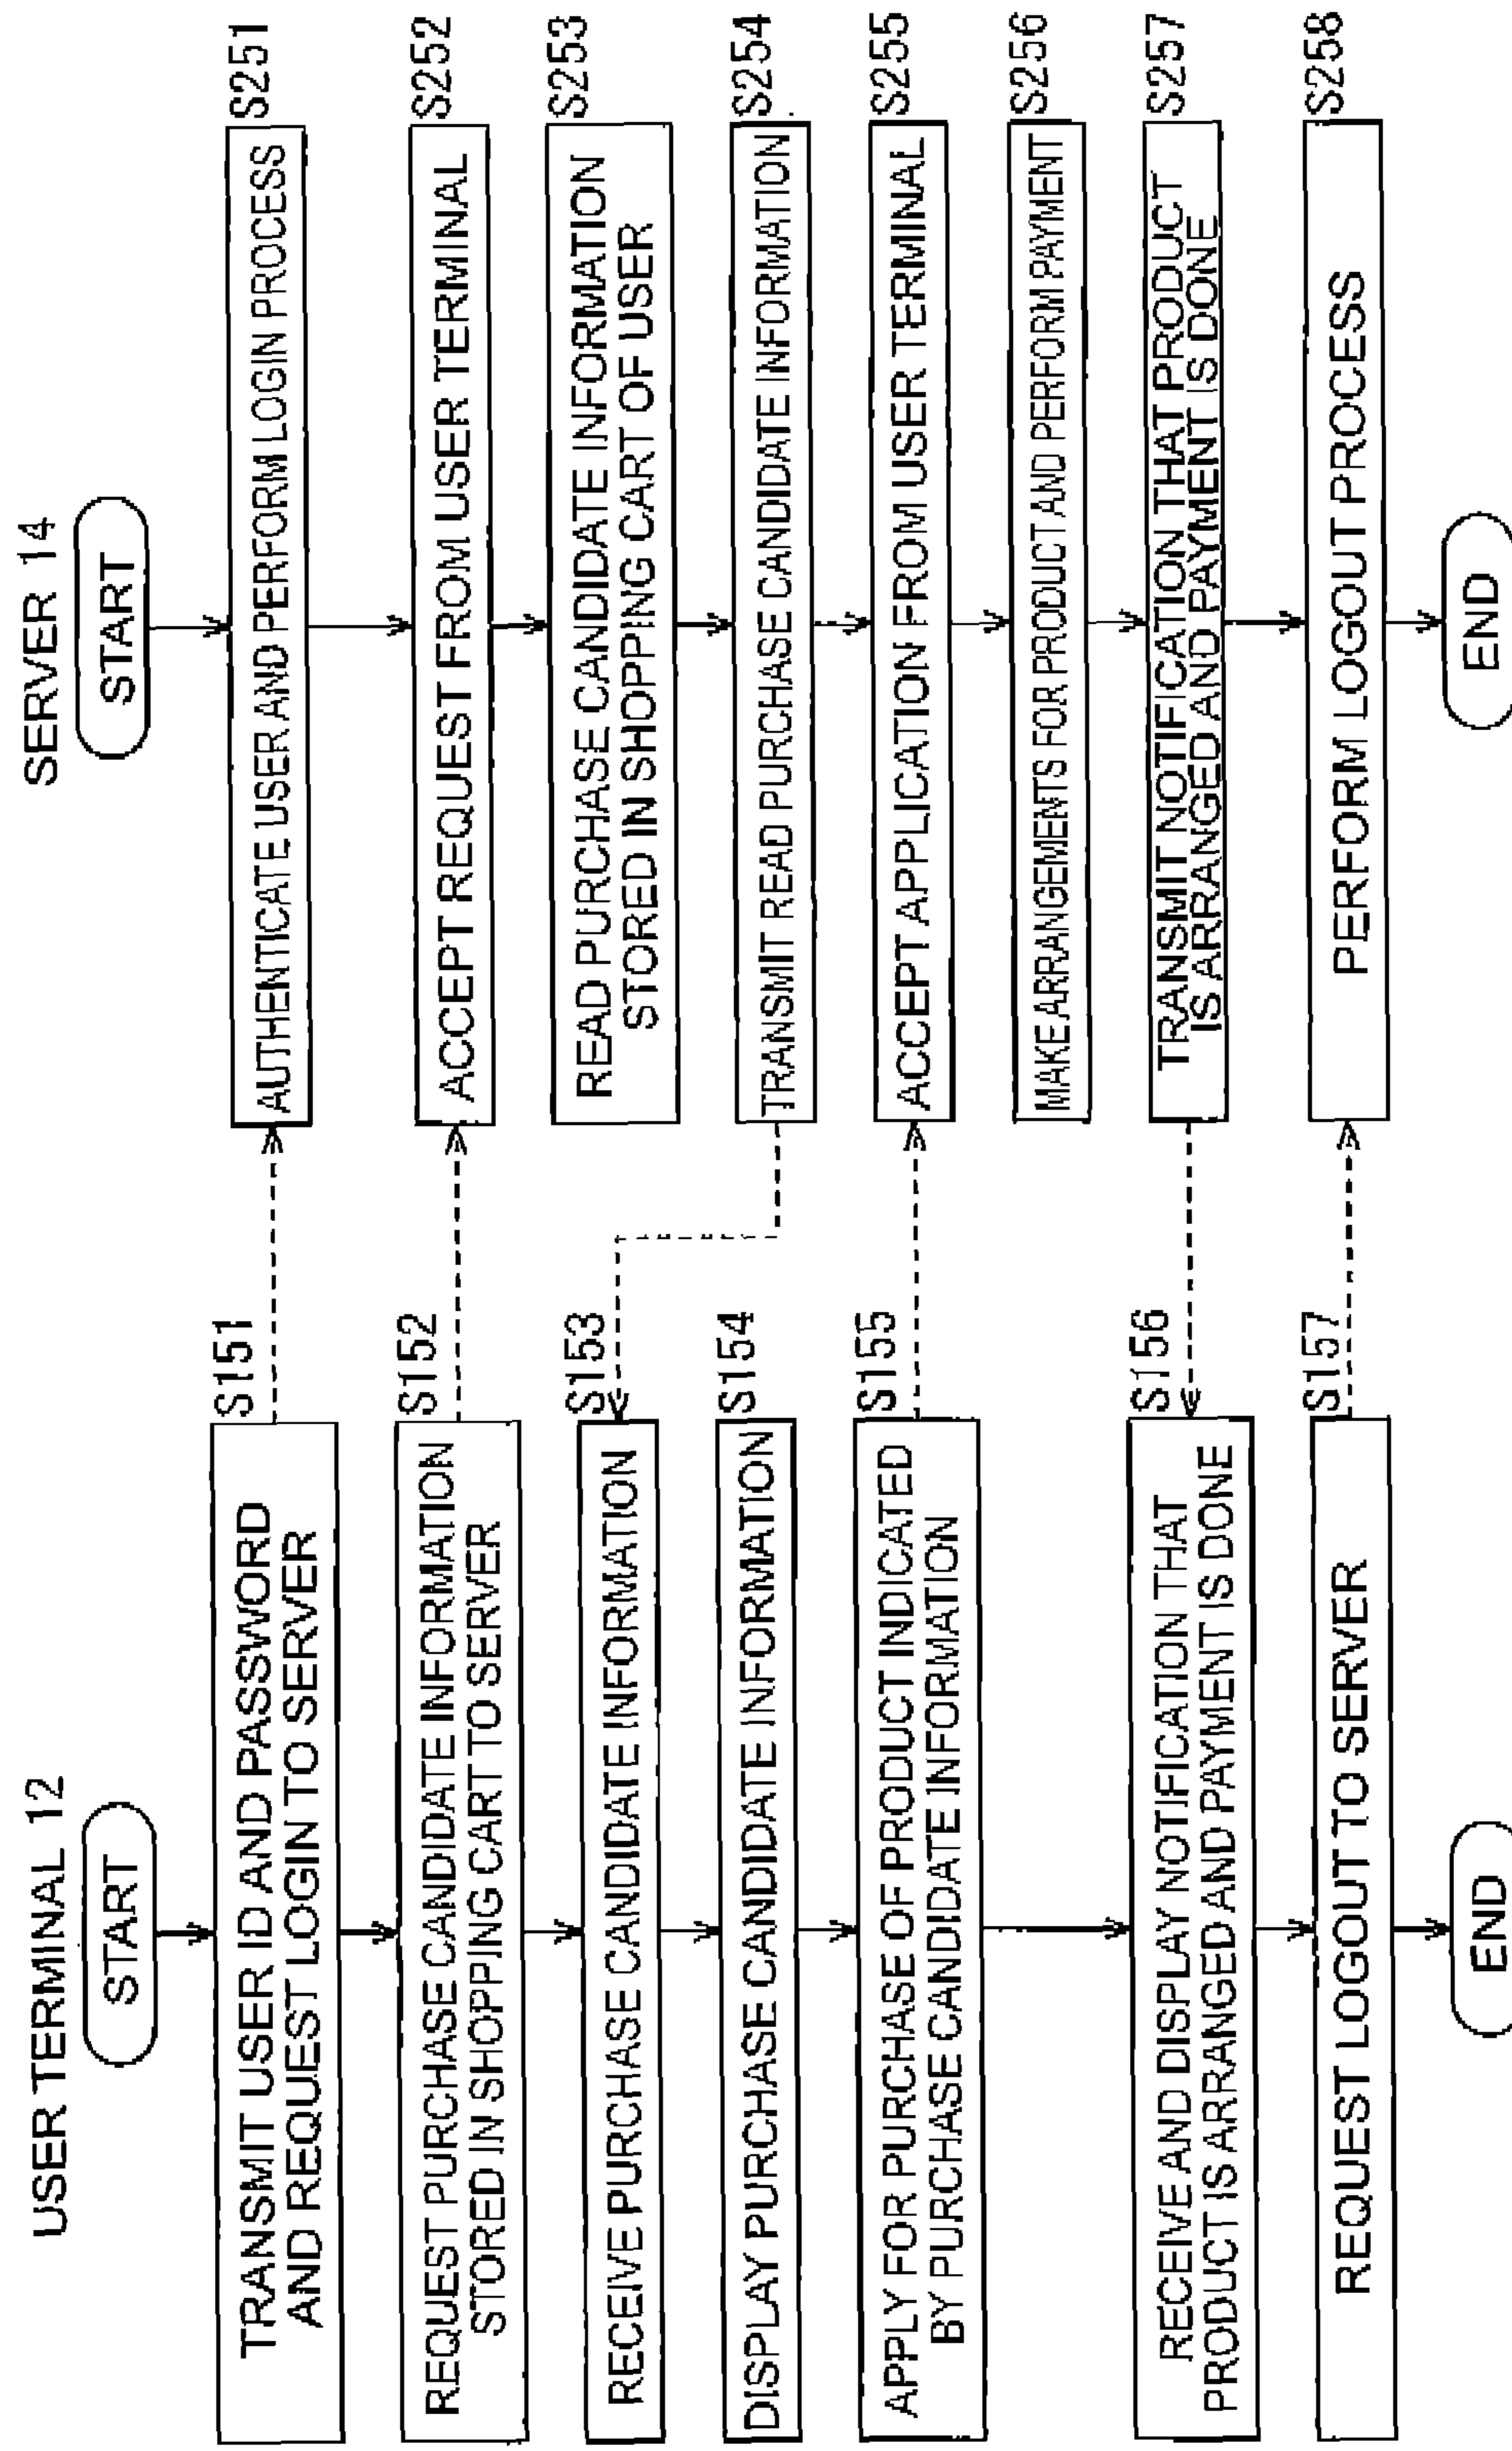 USER TERMINAL 12
START
S151
TRANSMIT USER ID AND PASSWORD
AND REQUEST LOGIN TO SERVER
S152
REQUEST PURCHASE CANDIDATE INFORMATION
STORED IN SHOPPING CART TO SERVER
S153
RECEIVE PURCHASE CANDIDATE INFORMATION
S154
DISPLAY PURCHASE CANDIDATE INFORMATION
S155
APPLY FOR PURCHASE OF PRODUCT INDICATED
BY PURCHASE CANDIDATE INFORMATION
S156
RECEIVE AND DISPLAY NOTIFICATION THAT
PRODUCT IS ARRANGED AND PAYMENT IS DONE
S157
REQUEST LOGOUT TO SERVER
END
SERVER 14
START
S251
AUTHENTICATE USER AND PERFORM LOGIN PROCESS
S252
ACCEPT REQUEST FROM USER TERMINAL
S253
READ PURCHASE CANDIDATE INFORMATION
STORED IN SHOPPING CART OF USER
S254
TRANSMIT READ PURCHASE CANDIDATE INFORMATION
S255
ACCEPT APPLICATION FROM USER TERMINAL
S256
MAKE ARRANGEMENTS FOR PRODUCT AND PERFORM PAYMENT
S257
TRANSMIT NOTIFICATION THAT PRODUCT
IS ARRANGED AND PAYMENT IS DONE
S258
PERFORM LOGOUT PROCESS
END